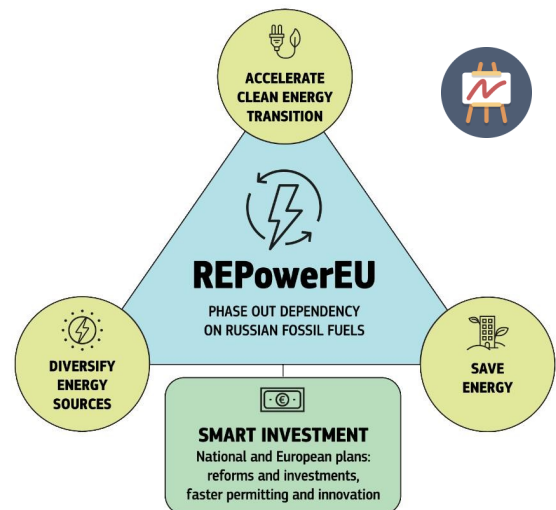 ACCELERATE
CLEAN ENERGY
TRANSITION
REPowerEU
PHASE OUT DEPENDENCY
ON RUSSIAN FOSSIL FUELS
DIVERSIFY
ENERGY
SOURCES
SAVE
ENERGY
€
SMART INVESTMENT
National and European plans:
reforms and investments,
faster permitting and innovation